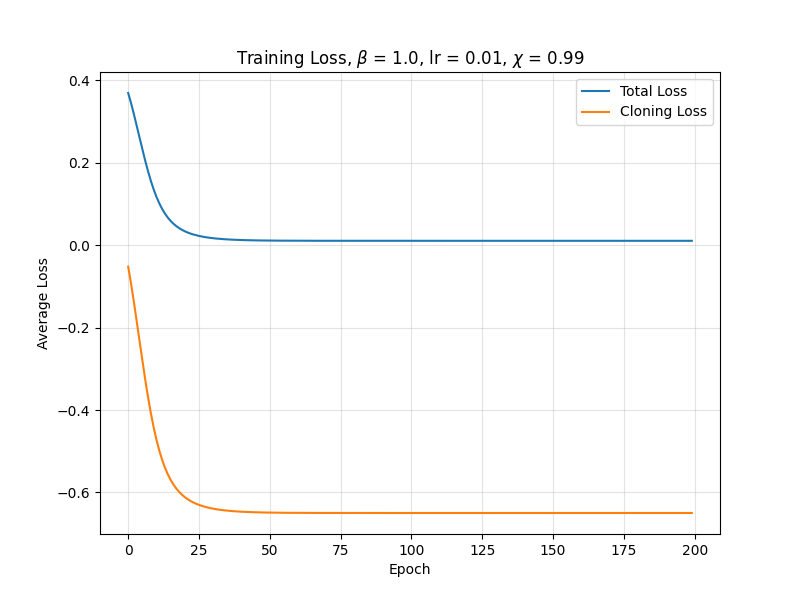 Training Loss, β = 1.0, lr = 0.01, χ = 0.99
Total Loss
Cloning Loss
Average Loss
0.4
0.2
0.0
−0.2
−0.4
−0.6
0 25 50 75 100 125 150 175 200
Epoch